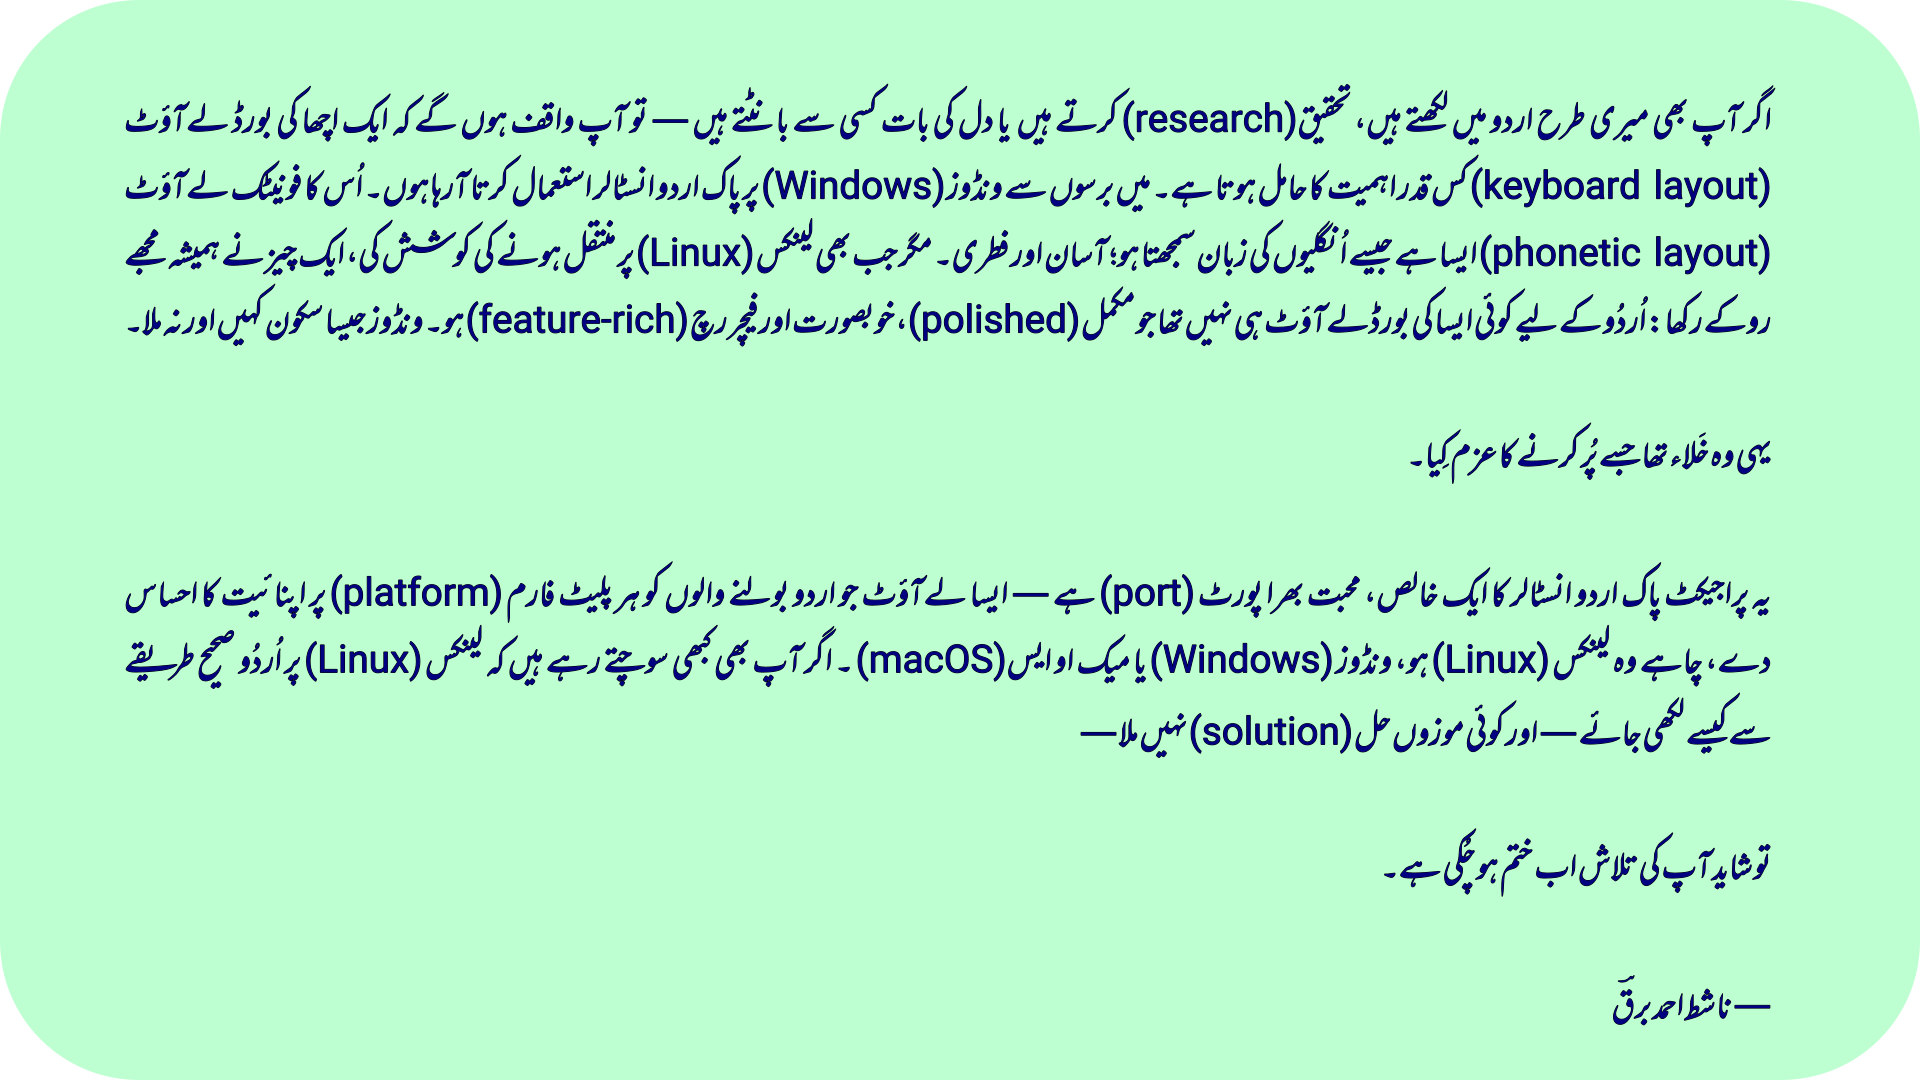 اگر آپ بھی میری طرح اردو میں لکھتے ہیں، تحقیق (research) کرتے ہیں یا دل کی بات کسی سے بانٹتے ہیں — تو آپ واقف ہوں گے کہ ایک اچھا کی بورڈ لے آؤٹ
(keyboard layout) کس قدر اہمیت کا حامل ہوتا ہے۔ میں برسوں سے ونڈوز (Windows) پر پاک اردو انسٹالر استعمال کرتا آ رہا ہوں۔ اُس کا فونیٹک لے آؤٹ
(phonetic layout) ایسا ہے جیسے اُنگلیوں کی زبان سمجھتا ہو؛ آسان اور فطری۔ مگر جب بھی لینکس (Linux) پر منتقل ہونے کی کوشش کی، ایک چیز نے ہمیشہ مجھے
روکے رکھا: اُردُو کے لیے کوئی ایسا کی بورڈ لے آؤٹ ہی نہیں تھا جو مکمل (polished)، خوبصورت اور فیچر رچ (feature-rich) ہو۔ ونڈوز جیسا سکون کہیں اور نہ ملا۔
یہی وہ خَلاء تھا جسے پُر کرنے کا عزم کِیا۔
یہ پراجیکٹ پاک اردو انسٹالر کا ایک خالص، محبت بھرا پورٹ (port) ہے — ایسا لے آؤٹ جو اردو بولنے والوں کو ہر پلیٹ فارم (platform) پر اپنائیت کا احساس
دے، چاہے وہ لینکس (Linux) ہو، ونڈوز (Windows) یا میک او ایس (macOS) ۔ اگر آپ بھی کبھی سوچتے رہے ہیں کہ لینکس (Linux) پر اُردُو صحیح طریقے
سے کیسے لکھی جائے — اور کوئی موزوں حل (solution) نہیں ملا —
تو شاید آپ کی تلاش اب ختم ہو چُکی ہے۔
— ناشط احمد برقؔ